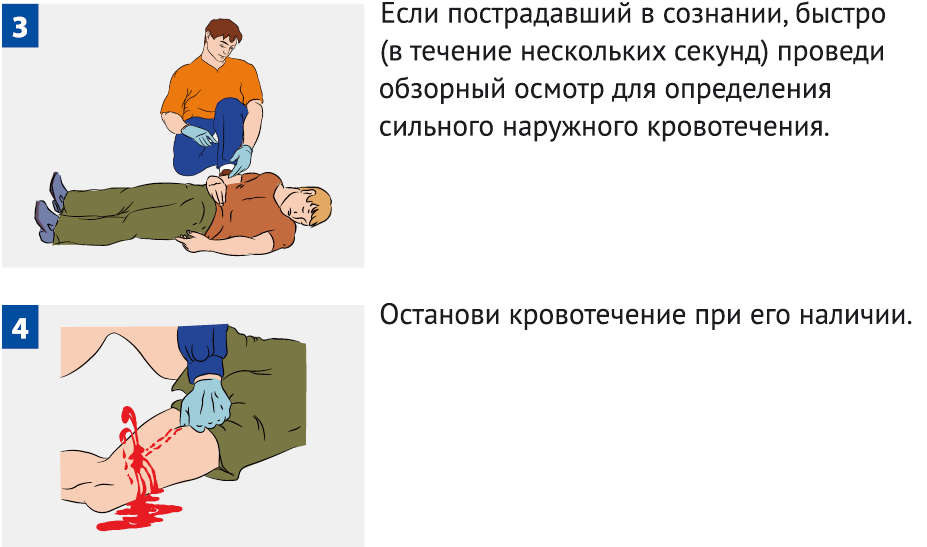 3
Если пострадавший в сознании, быстро
(в течение нескольких секунд) проведи
обзорный осмотр для определения
сильного наружного кровотечения.
4
Останови кровотечение при его наличии.